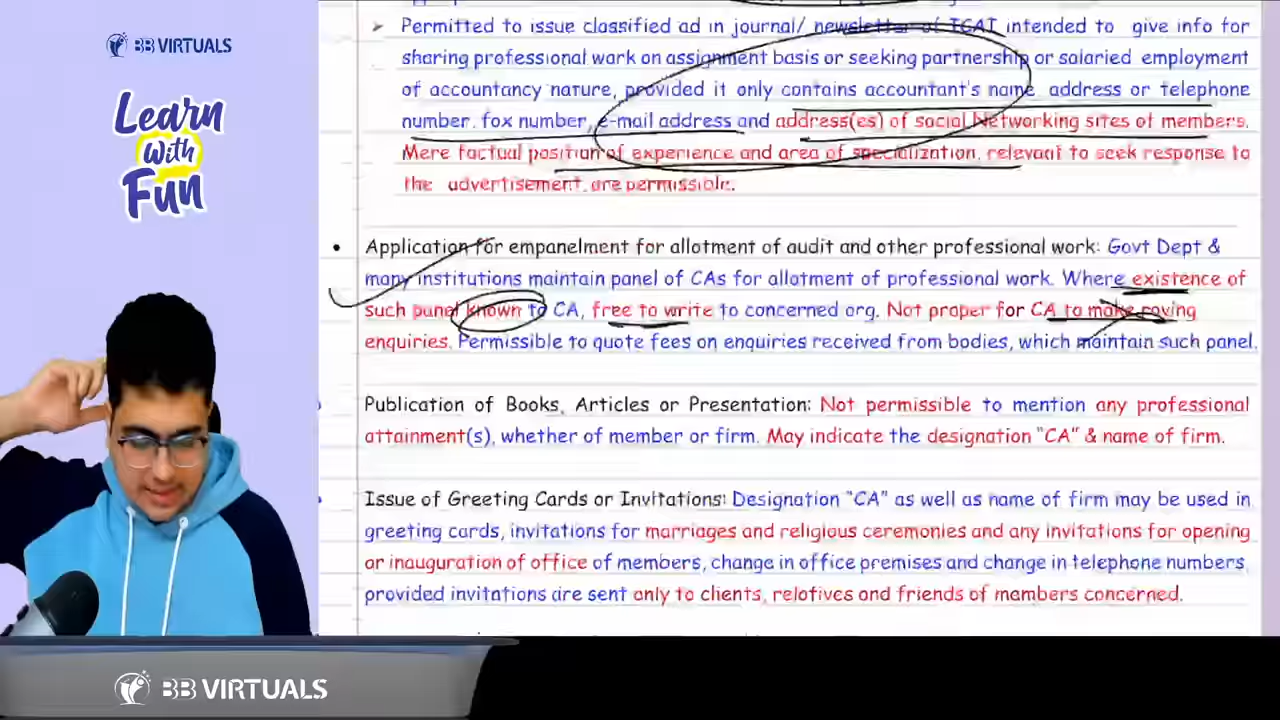 BB VIRTUALS
Learn
With
Fun
➤ Permitted to issue classified ad in journal/ newsletter of ICAI intended to give info for
sharing professional work on assignment basis or seeking partnership or salaried employment
of accountancy nature, provided it only contains accountant's name, address or telephone
number, fox number, e-mail address and address(es) of social Networking sites of members.
Mere factual position of experience and area of specialization, relevant to seek response to
the advertisement, are permissible.
• Application for empanelment for allotment of audit and other professional work: Govt Dept &
many institutions maintain panel of CAs for allotment of professional work. Where existence of
such panel known to CA, free to write to concerned org. Not proper for CA to make roving
enquiries. Permissible to quote fees on enquiries received from bodies, which maintain such panel.
Publication of Books, Articles or Presentation: Not permissible to mention any professional
attainment(s), whether of member or firm. May indicate the designation "CA" & name of firm.
Issue of Greeting Cards or Invitations: Designation "CA" as well as name of firm may be used in
greeting cards, invitations for marriages and religious ceremonies and any invitations for opening
or inauguration of office of members, change in office premises and change in telephone numbers,
provided invitations are sent only to clients, relatives and friends of members concerned.
BB VIRTUALS